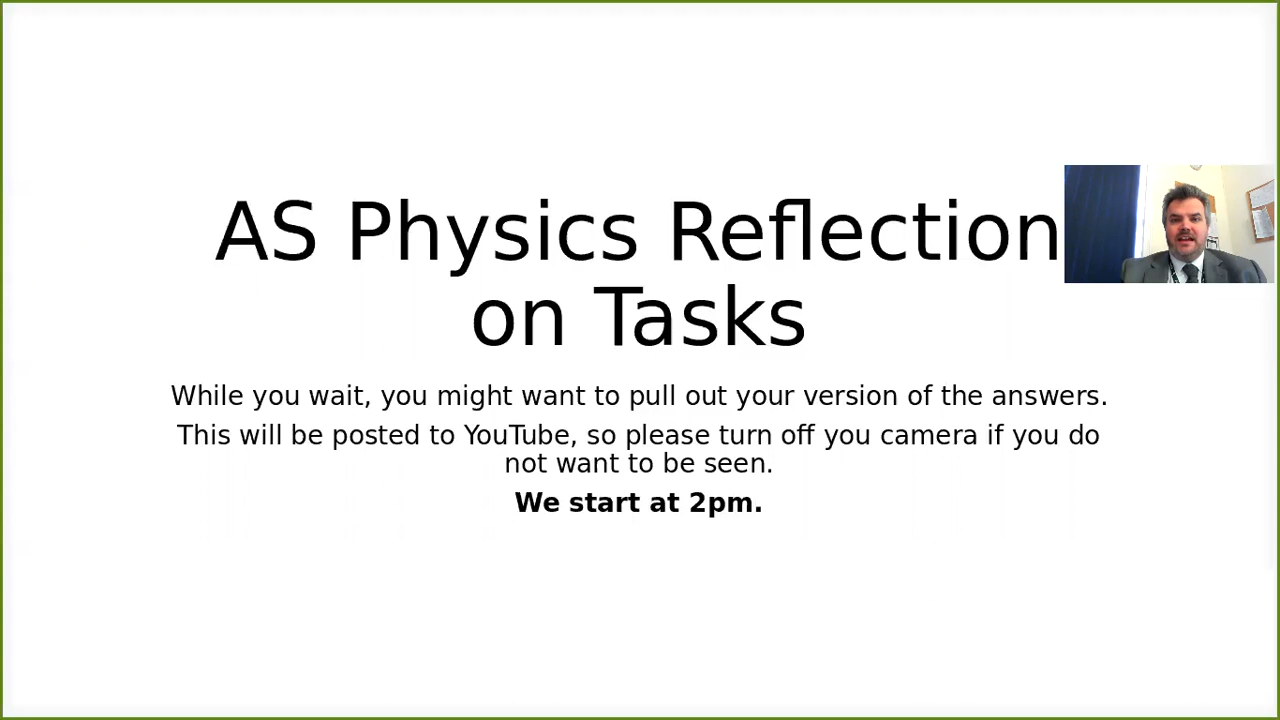 AS Physics Reflection
on Tasks
While you wait, you might want to pull out your version of the answers.
This will be posted to YouTube, so please turn off you camera if you do
not want to be seen.
We start at 2pm.